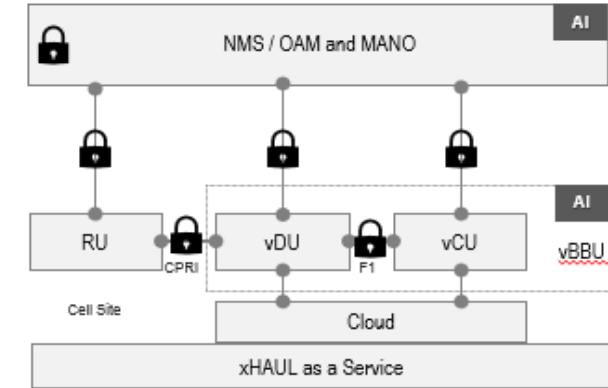 AI
NMS / OAM and MANO
AI
RU
CPRI
vDU
F1
vCU
vBBU
Cell Site
Cloud
xHAUL as a Service